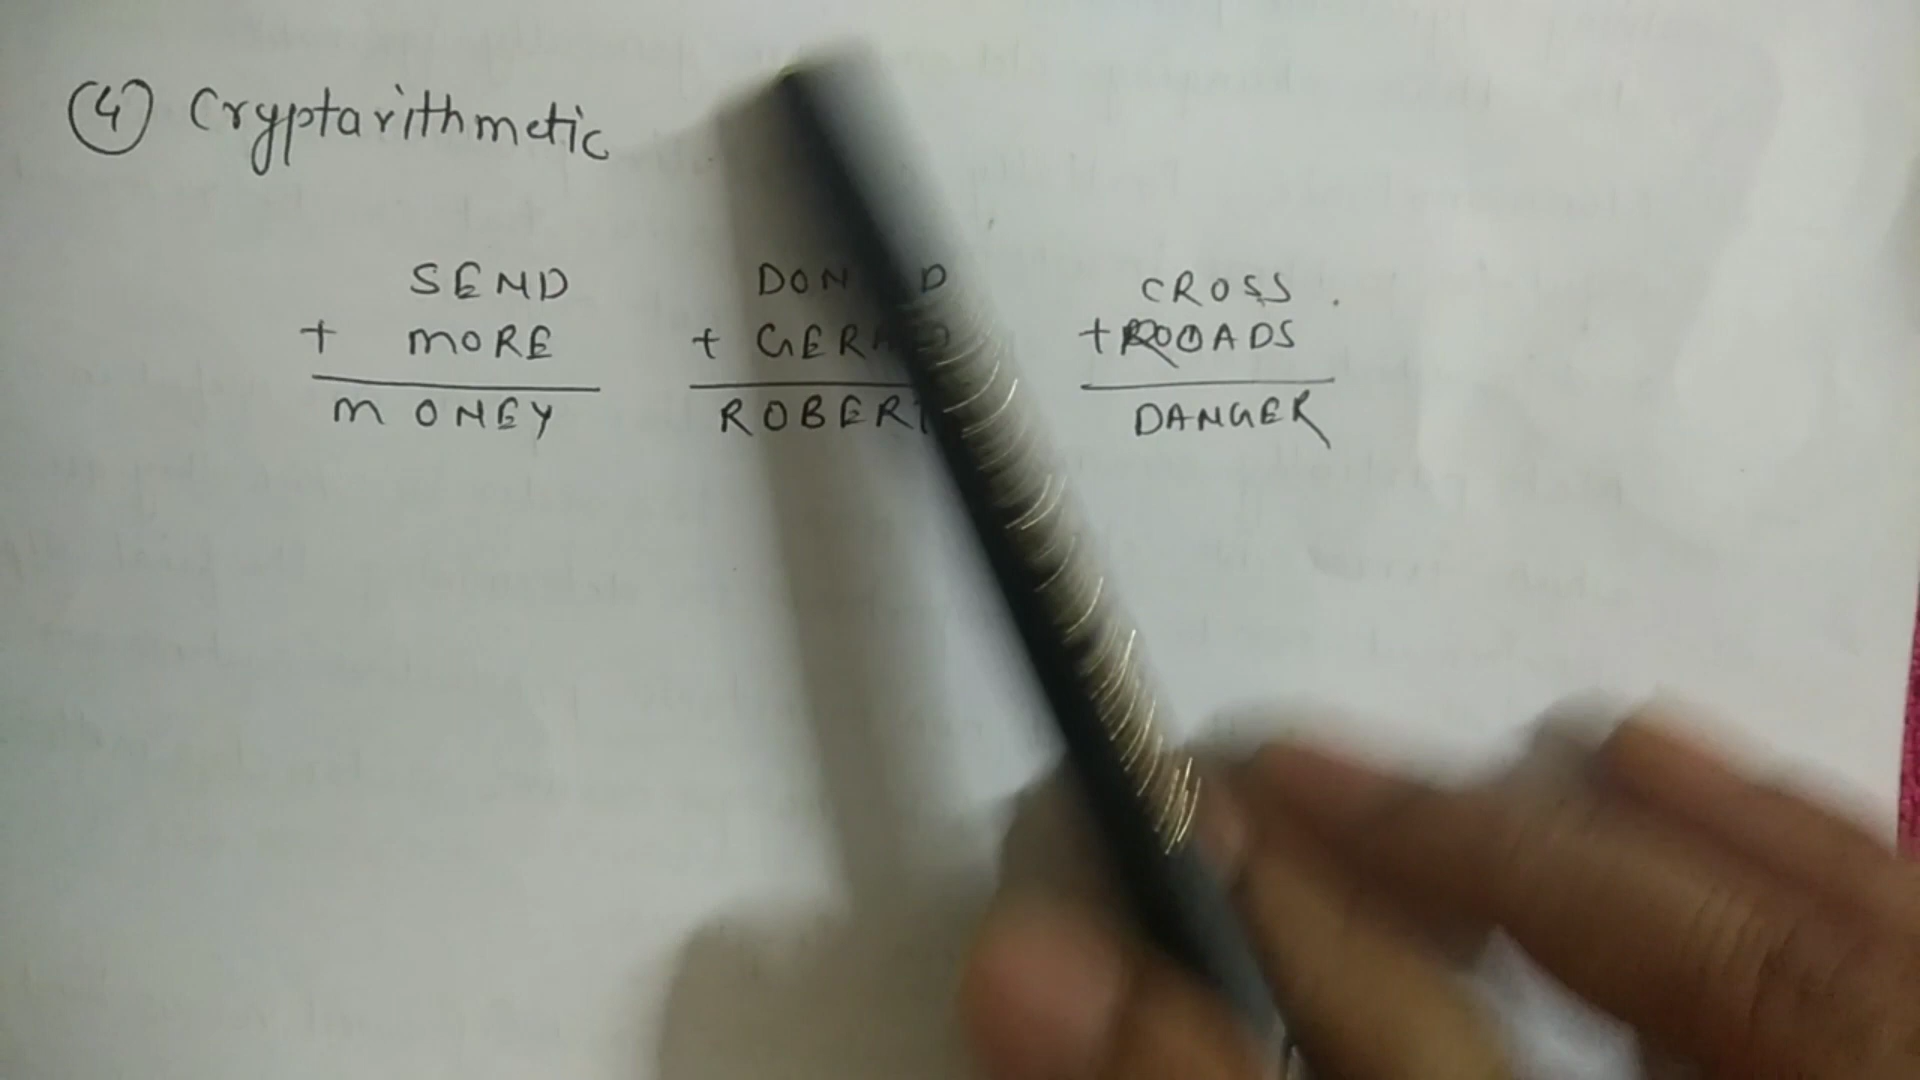 (4) Cryptarithmetic
SEND
+ MORE
MONEY
DON D
+ GER
ROBER
CROSS
+ ROADS
DANGER